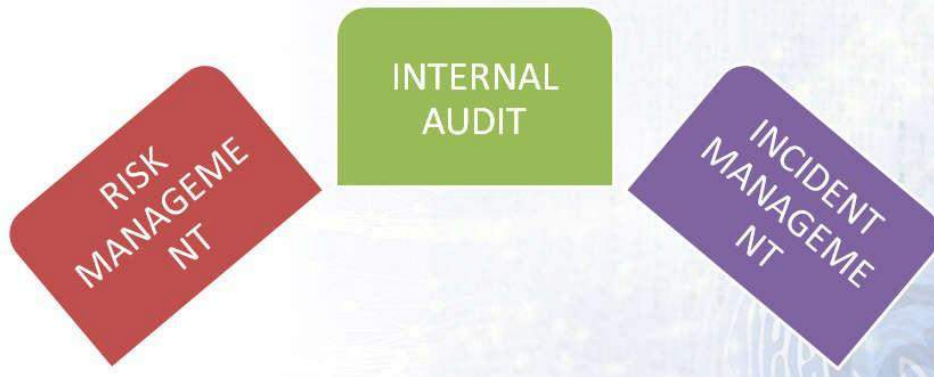 INTERNAL
AUDIT
RISK
MANAGEME
NT
INCIDENT
MANAGEME
NT